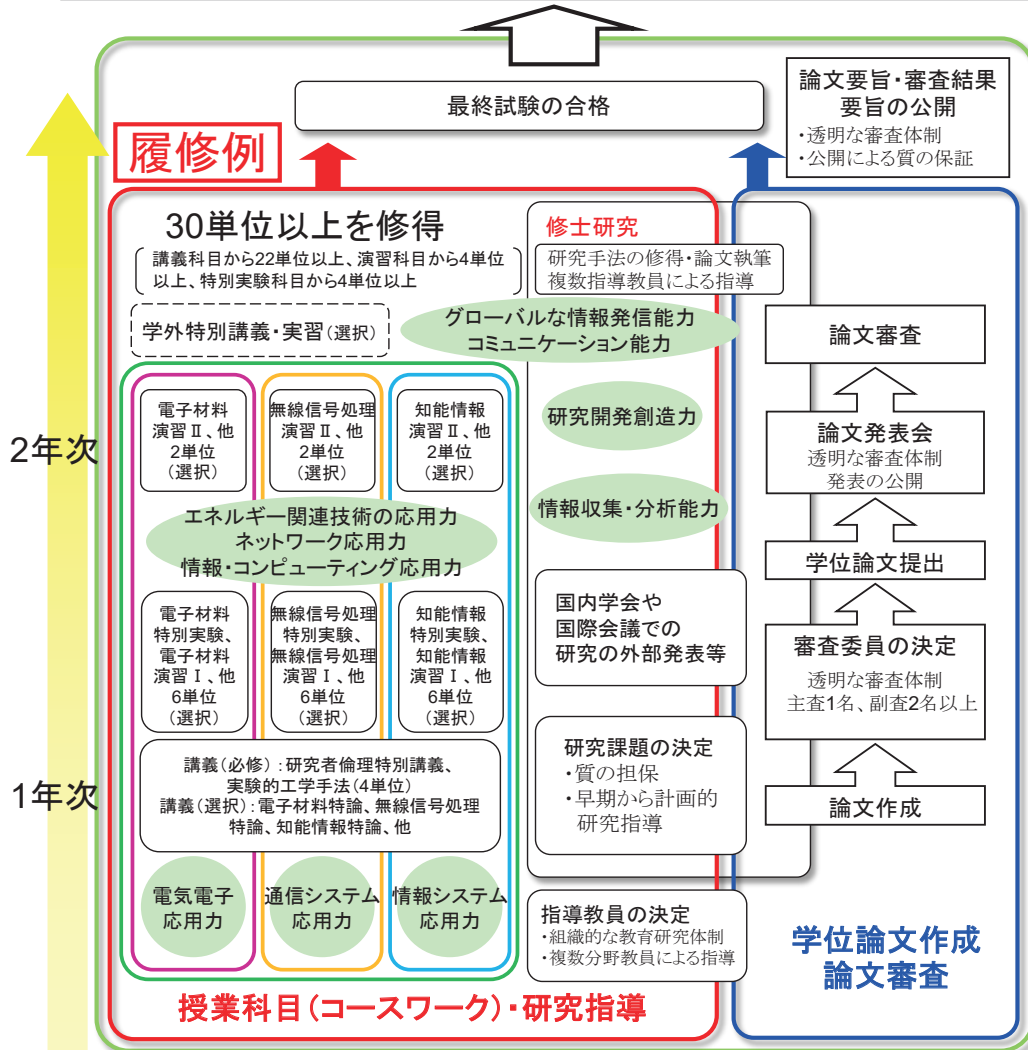 最終試験の合格
論文要旨・審査結果
要旨の公開
・透明な審査体制
・公開による質の保証
履修例
30単位以上を修得
講義科目から22単位以上、演習科目から4単位
以上、特別実験科目から4単位以上
学外特別講義・実習(選択)
修士研究
研究手法の修得・論文執筆
複数指導教員による指導
グローバルな情報発信能力
コミュニケーション能力
論文審査
2年次
電子材料
演習Ⅱ、他
2単位
(選択)
無線信号処理
演習Ⅱ、他
2単位
(選択)
知能情報
演習Ⅱ、他
2単位
(選択)
研究開発創造力
論文発表会
透明な審査体制
発表の公開
エネルギー関連技術の応用力
ネットワーク応用力
情報・コンピューティング応用力
情報収集・分析能力
学位論文提出
電子材料
特別実験、
電子材料
演習Ⅰ、他
6単位
(選択)
無線信号処理
特別実験、
無線信号処理
演習Ⅰ、他
6単位
(選択)
知能情報
特別実験、
知能情報
演習Ⅰ、他
6単位
(選択)
国内学会や
国際会議での
研究の外部発表等
審査委員の決定
透明な審査体制
主査1名、副査2名以上
1年次
講義(必修):研究者倫理特別講義、
実験的工学手法(4単位)
講義(選択):電子材料特論、無線信号処理
特論、知能情報特論、他
研究課題の決定
・質の担保
・早期から計画的
研究指導
論文作成
電気電子
応用力
通信システム
応用力
情報システム
応用力
指導教員の決定
・組織的な教育研究体制
・複数分野教員による指導
学位論文作成
論文審査
授業科目(コースワーク)・研究指導